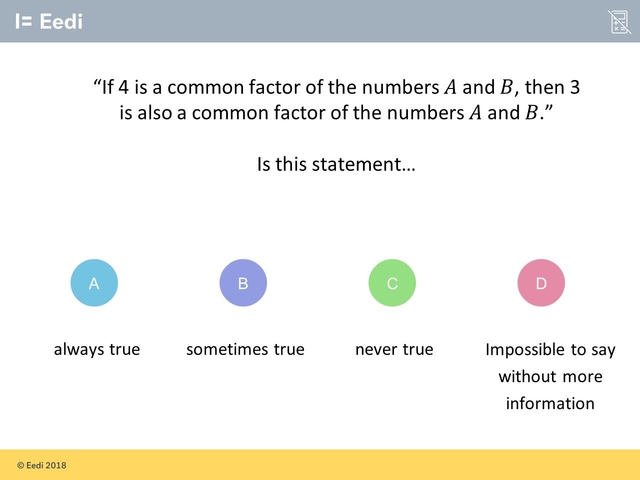 I= Eedi
“If 4 is a common factor of the numbers A and B, then 3
is also a common factor of the numbers A and B.”
Is this statement…
A
B
C
D
always true
sometimes true
never true
Impossible to say
without more
information
© Eedi 2018